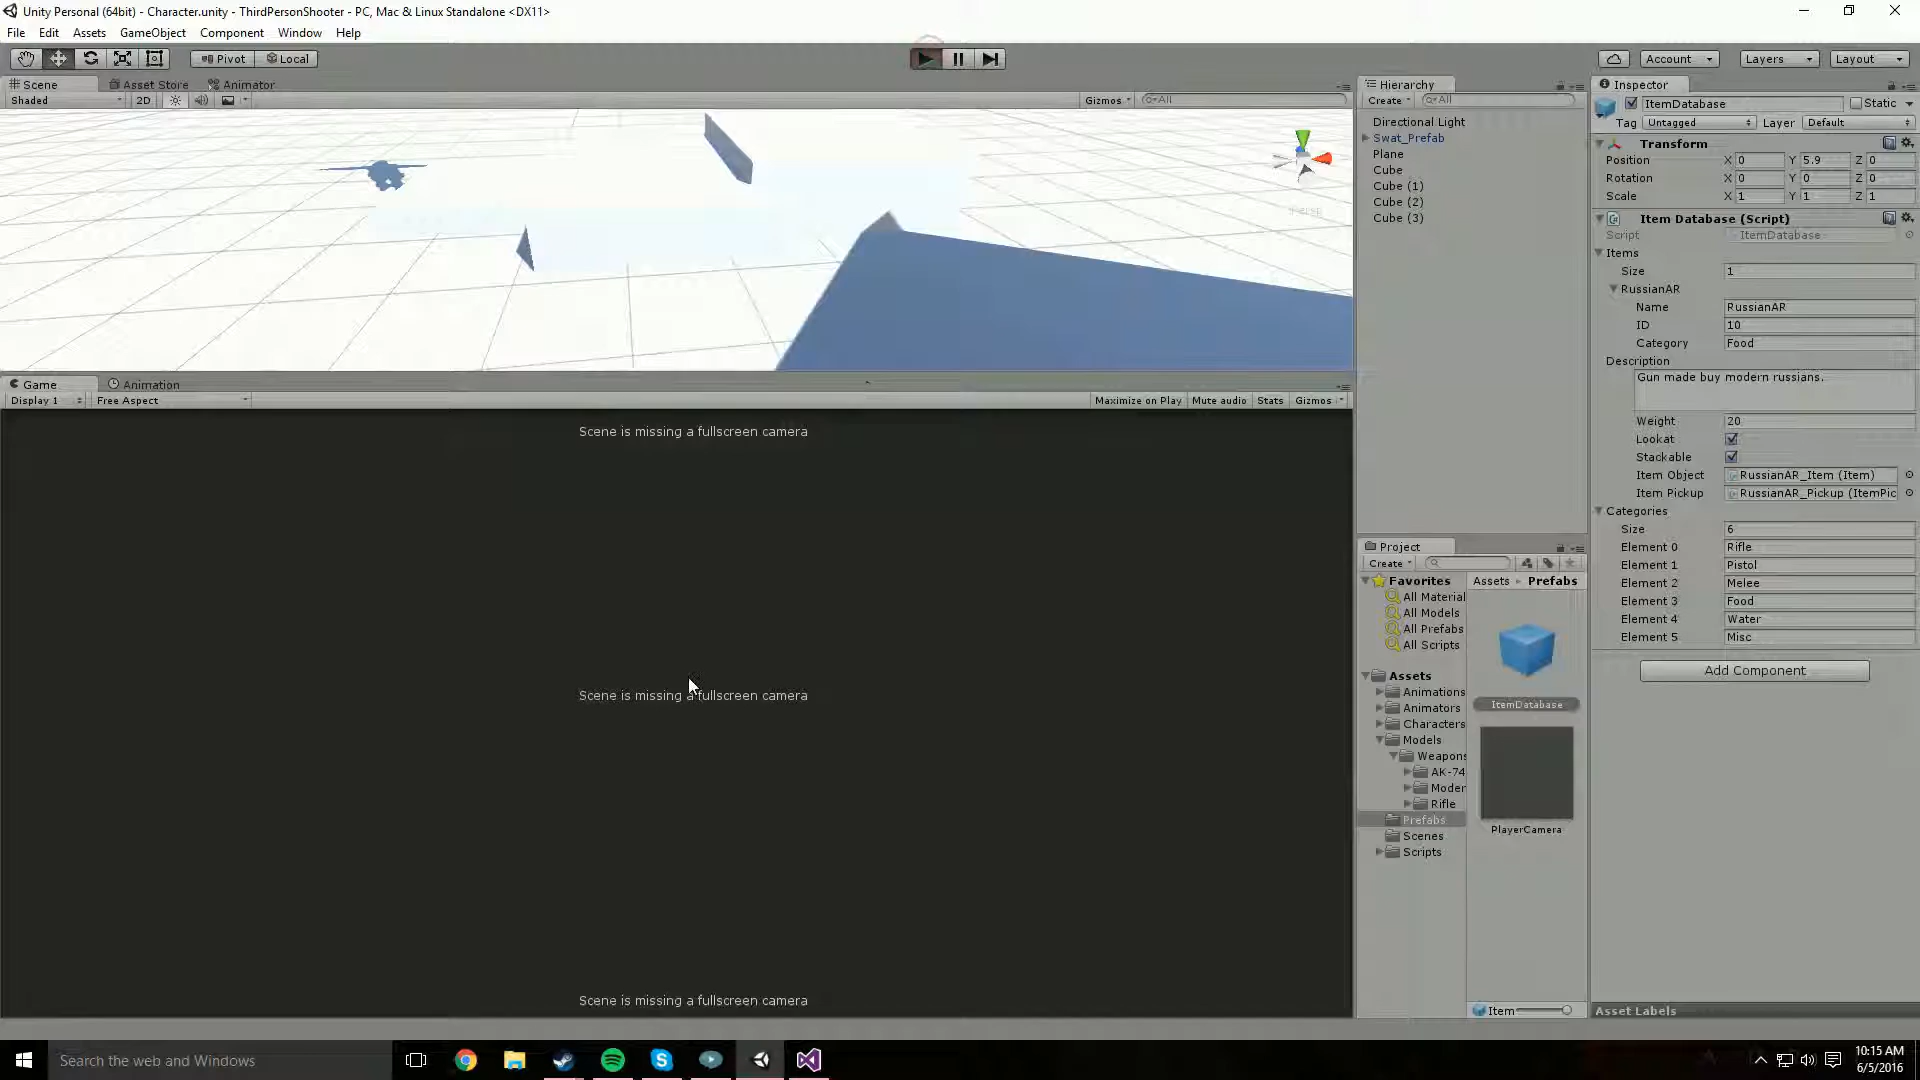 Unity Personal (64bit) - Character.unity - ThirdPersonShooter - PC, Mac & Linux Standalone <DX11>
File Edit Assets GameObject Component Window Help
Pivot Local
Account Layers Layout
Scene Asset Store Animator
Shaded 2D Gizmos All
Game Animation
Display 1 Free Aspect Maximize on Play Mute audio Stats Gizmos
Scene is missing a fullscreen camera
Scene is missing a fullscreen camera
Scene is missing a fullscreen camera
Hierarchy
Create All
Directional Light
Swat_Prefab
Plane
Cube
Cube (1)
Cube (2)
Cube (3)
Project
Create
Favorites
All Material
All Models
All Prefabs
All Scripts
Assets
Animations
Animators
Characters
Models
Weapons
AK-74
Moder
Rifle
Prefabs
Scenes
Scripts
Assets Prefabs
ItemDatabase
PlayerCamera
Item
Inspector
ItemDatabase Static
Tag Untagged Layer Default
Transform
Position X 0 Y 5.9 Z 0
Rotation X 0 Y 0 Z 0
Scale X 1 Y 1 Z 1
Item Database (Script)
Script ItemDatabase
Items
Size 1
RussianAR
Name RussianAR
ID 10
Category Food
Description
Gun made buy modern russians.
Weight 20
Lookat
Stackable
Item Object RussianAR_Item (Item)
Item Pickup RussianAR_Pickup (ItemPic
Categories
Size 6
Element 0 Rifle
Element 1 Pistol
Element 2 Melee
Element 3 Food
Element 4 Water
Element 5 Misc
Add Component
Asset Labels
Search the web and Windows
10:15 AM
6/5/2016